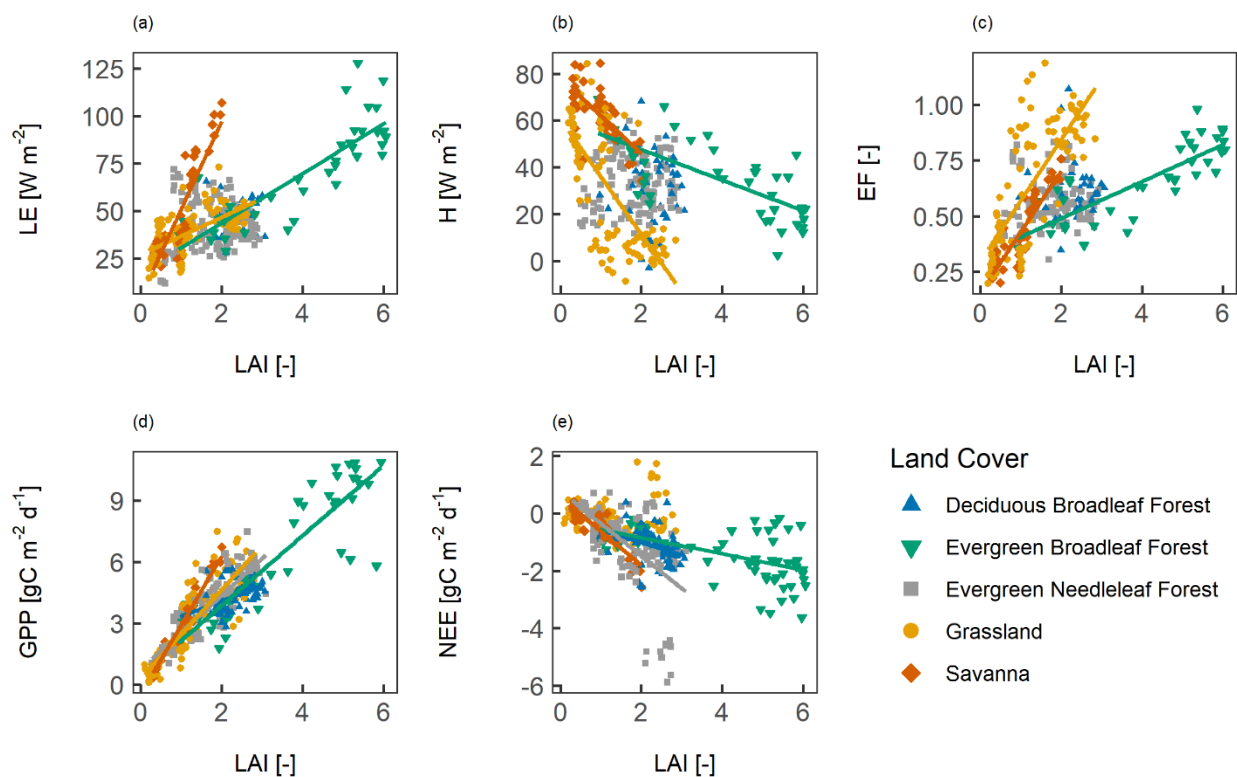 (a)
LE [W m⁻²]
125
100
75
50
25
0 2 4 6
LAI [-]
(b)
H [W m⁻²]
80
60
40
20
0
0 2 4 6
LAI [-]
(c)
EF [-]
1.00
0.75
0.50
0.25
0 2 4 6
LAI [-]
(d)
GPP [gC m⁻² d⁻¹]
9
6
3
0
0 2 4 6
LAI [-]
(e)
NEE [gC m⁻² d⁻¹]
2
0
-2
-4
-6
0 2 4 6
LAI [-]
Land Cover
Deciduous Broadleaf Forest
Evergreen Broadleaf Forest
Evergreen Needleleaf Forest
Grassland
Savanna